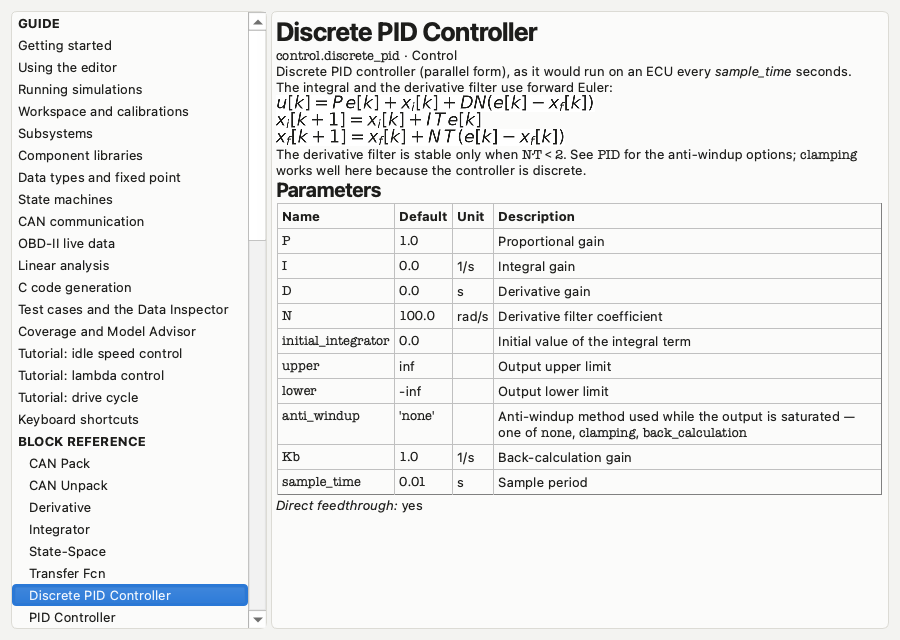 GUIDE
Getting started
Using the editor
Running simulations
Workspace and calibrations
Subsystems
Component libraries
Data types and fixed point
State machines
CAN communication
OBD-II live data
Linear analysis
C code generation
Test cases and the Data Inspector
Coverage and Model Advisor
Tutorial: idle speed control
Tutorial: lambda control
Tutorial: drive cycle
Keyboard shortcuts
BLOCK REFERENCE
CAN Pack
CAN Unpack
Derivative
Integrator
State-Space
Transfer Fcn
Discrete PID Controller
PID Controller
Discrete PID Controller
control.discrete_pid · Control
Discrete PID controller (parallel form), as it would run on an ECU every sample_time seconds.
The integral and the derivative filter use forward Euler:
u[k] = P e[k] + x_i[k] + DN(e[k] − x_f[k])
x_i[k + 1] = x_i[k] + I T e[k]
x_f[k + 1] = x_f[k] + N T(e[k] − x_f[k])
The derivative filter is stable only when N·T < 2. See PID for the anti-windup options; clamping
works well here because the controller is discrete.
Parameters
Name Default Unit Description
P 1.0 Proportional gain
I 0.0 1/s Integral gain
D 0.0 s Derivative gain
N 100.0 rad/s Derivative filter coefficient
initial_integrator 0.0 Initial value of the integral term
upper inf Output upper limit
lower -inf Output lower limit
anti_windup 'none' Anti-windup method used while the output is saturated —
one of none, clamping, back_calculation
Kb 1.0 1/s Back-calculation gain
sample_time 0.01 s Sample period
Direct feedthrough: yes